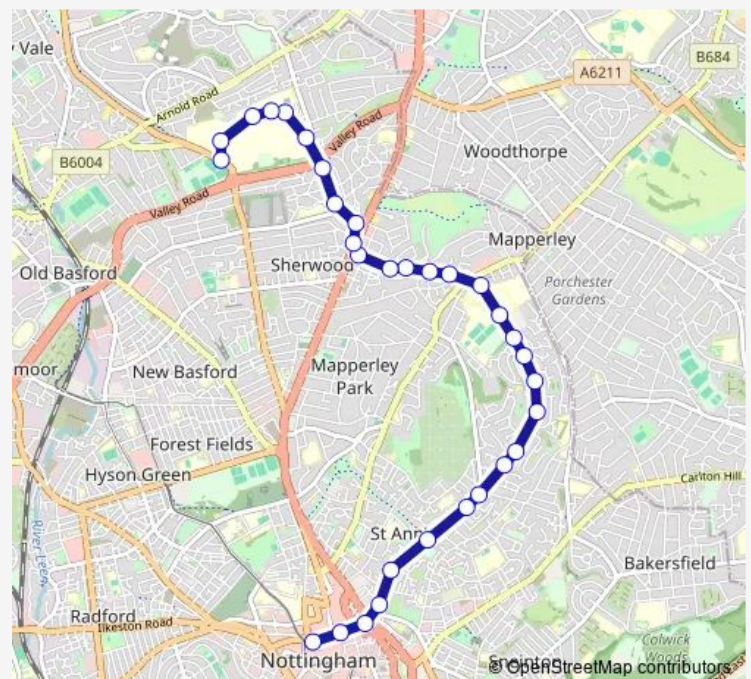 y Vale
B684
A6211
Arnold Road
Valley Road
Woodthorpe
B6004
Valley Road
Mapperley
Old Basford
Sherwood
Porchester
Gardens
moor
New Basford
Mapperley
Park
Forest Fields
Hyson Green
Carlton Hill
St Ann
River Leen
Bakersfield
Radford
Ilkeston Road
Colwick
Woods
Nottingham
Sneinton
© OpenStreetMap contributors